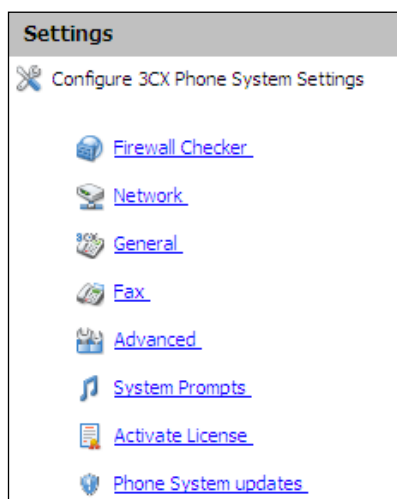 Settings
Configure 3CX Phone System Settings
Firewall Checker
Network
3CX
General
Fax
Advanced
System Prompts
Activate License
Phone System updates